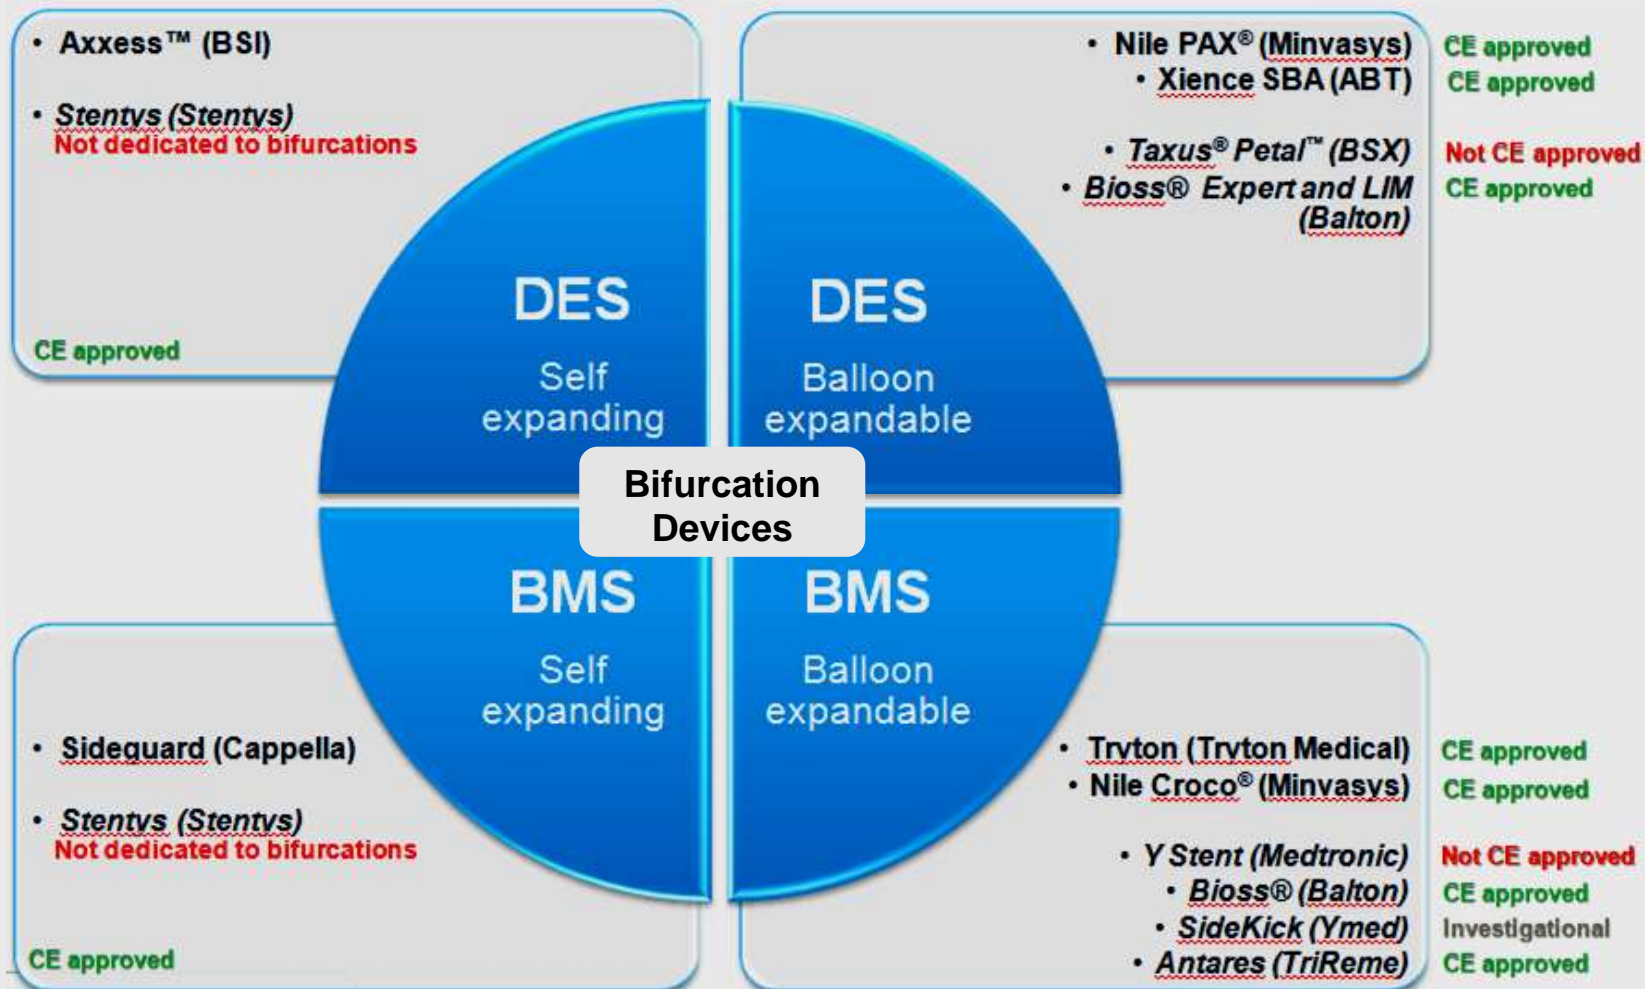 • Axxess™ (BSI)
• Stentys (Stentys)
Not dedicated to bifurcations
CE approved
• Nile PAX® (Minvasys) CE approved
• Xience SBA (ABT) CE approved
• Taxus® Petal™ (BSX) Not CE approved
• Bioss® Expert and LIM CE approved
(Balton)
DES
Self
expanding
DES
Balloon
expandable
Bifurcation
Devices
BMS
Self
expanding
BMS
Balloon
expandable
• Sideguard (Cappella)
• Stentys (Stentys)
Not dedicated to bifurcations
CE approved
• Tryton (Tryton Medical) CE approved
• Nile Croco® (Minvasys) CE approved
• Y Stent (Medtronic) Not CE approved
• Bioss® (Balton) CE approved
• SideKick (Ymed) Investigational
• Antares (TriReme) CE approved